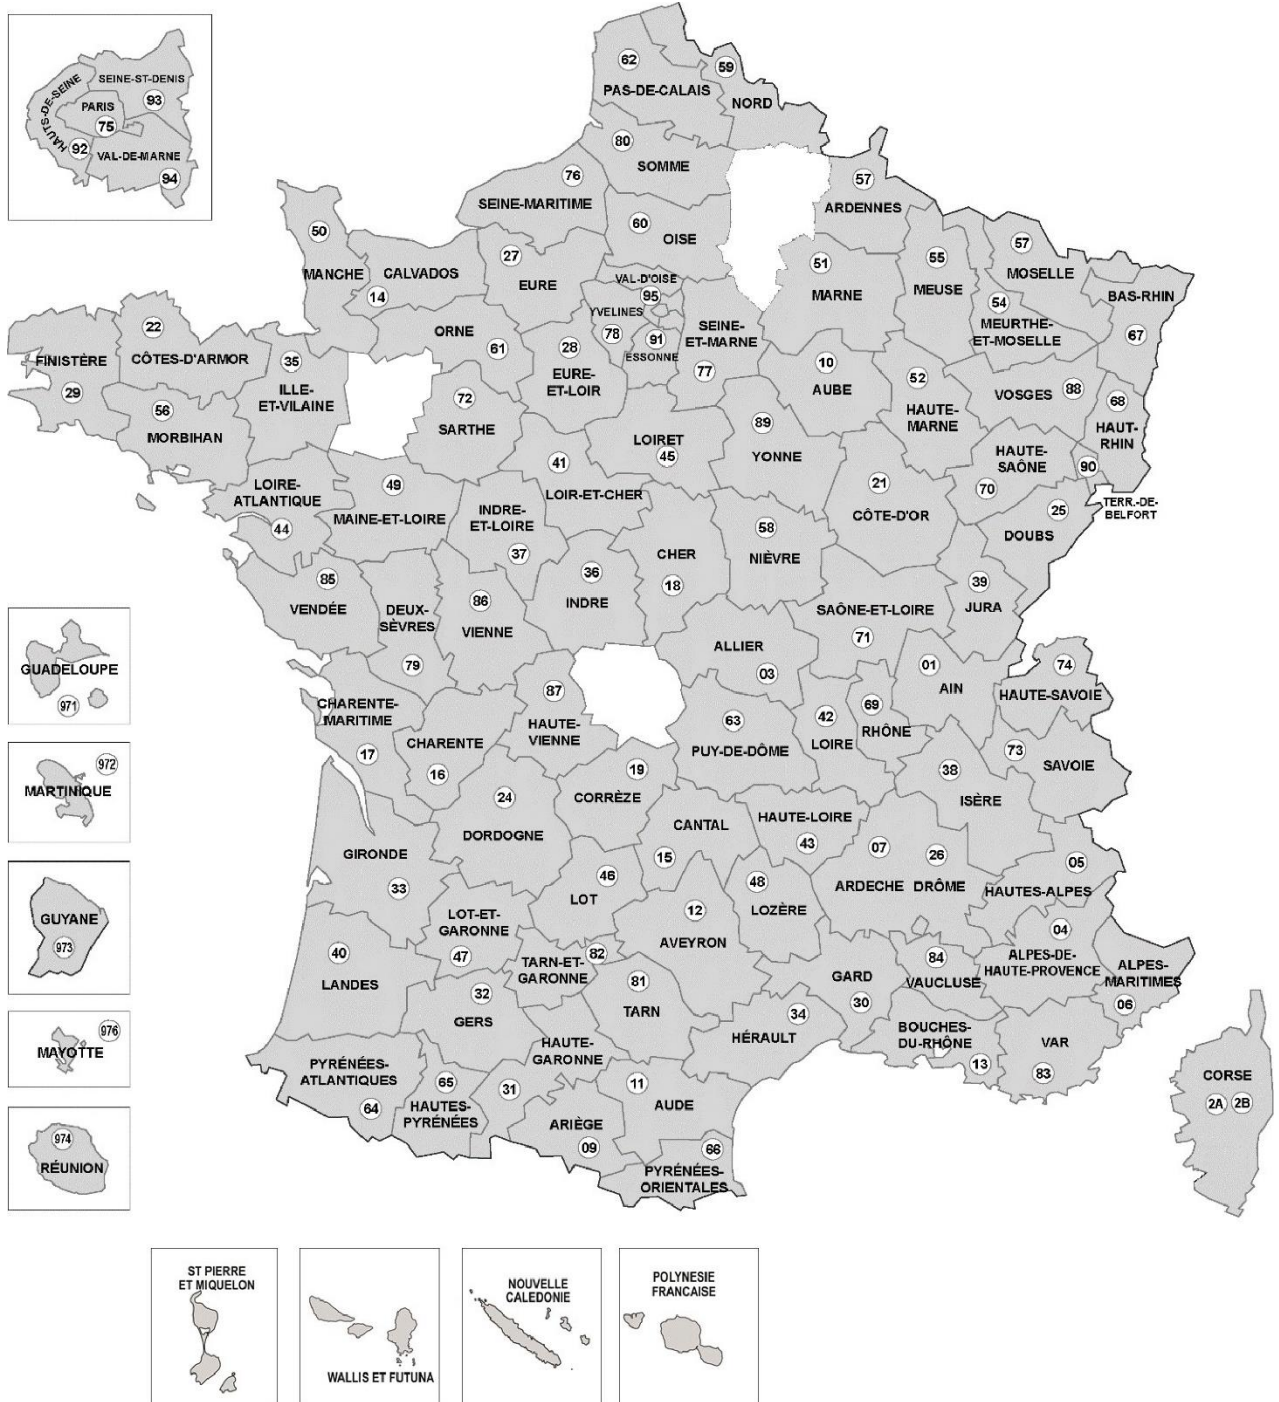 SEINE-ST-DENIS
93
HAUTS-DE-SEINE
PARIS
75
92
VAL-DE-MARNE
94
62
PAS-DE-CALAIS
59
NORD
80
SOMME
76
SEINE-MARITIME
57
ARDENNES
60
OISE
50
MANCHE
CALVADOS
14
27
EURE
VAL-D'OISE
95
YVELINES
78
91
ESSONNE
SEINE-
ET-MARNE
77
51
MARNE
55
MEUSE
57
MOSELLE
54
MEURTHE-
ET-MOSELLE
BAS-RHIN
67
22
CÔTES-D'ARMOR
FINISTÈRE
29
35
ILLE-
ET-VILAINE
56
MORBIHAN
ORNE
61
28
EURE-
ET-LOIR
72
SARTHE
10
AUBE
52
HAUTE-
MARNE
VOSGES
88
68
HAUT-
RHIN
89
YONNE
LOIRET
45
41
LOIR-ET-CHER
HAUTE-
SAÔNE
70
90
TERR.-DE-
BELFORT
25
DOUBS
21
CÔTE-D'OR
LOIRE-
ATLANTIQUE
44
49
MAINE-ET-LOIRE
INDRE-
ET-LOIRE
37
58
NIÈVRE
CHER
18
36
INDRE
85
VENDÉE
DEUX-
SÈVRES
79
86
VIENNE
39
JURA
SAÔNE-ET-LOIRE
71
ALLIER
03
01
AIN
74
HAUTE-SAVOIE
GUADELOUPE
971
CHARENTE-
MARITIME
17
CHARENTE
16
87
HAUTE-
VIENNE
63
PUY-DE-DÔME
42
LOIRE
69
RHÔNE
73
SAVOIE
38
ISÈRE
972
MARTINIQUE
19
CORRÈZE
24
DORDOGNE
CANTAL
15
HAUTE-LOIRE
43
07
ARDECHE
26
DRÔME
05
HAUTES-ALPES
GIRONDE
33
46
LOT
48
LOZÈRE
12
AVEYRON
LOT-ET-
GARONNE
47
GUYANE
973
40
LANDES
82
TARN-ET-
GARONNE
81
TARN
32
GERS
GARD
30
84
VAUCLUSE
04
ALPES-DE-
HAUTE-PROVENCE
ALPES-
MARITIMES
06
34
HÉRAULT
BOUCHES-
DU-RHÔNE
13
VAR
83
976
MAYOTTE
HAUTE-
GARONNE
31
PYRÉNÉES-
ATLANTIQUES
64
65
HAUTES-
PYRÉNÉES
ARIÈGE
09
11
AUDE
66
PYRÉNÉES-
ORIENTALES
CORSE
2A 2B
974
RÉUNION
ST PIERRE
ET MIQUELON
WALLIS ET FUTUNA
NOUVELLE
CALEDONIE
POLYNESIE
FRANCAISE